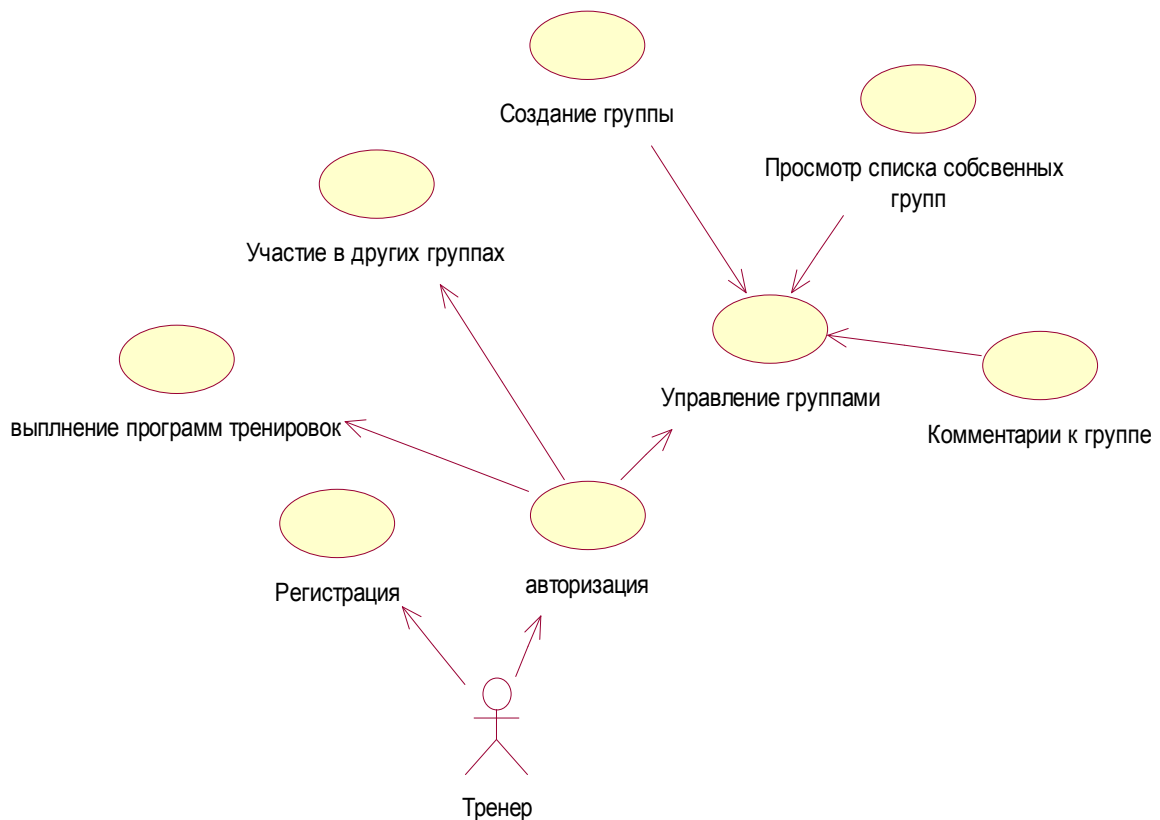 Создание группы
Просмотр списка собсвенных
групп
Участие в других группах
Управление группами
выплнение программ тренировок
Комментарии к группе
Регистрация
авторизация
Тренер